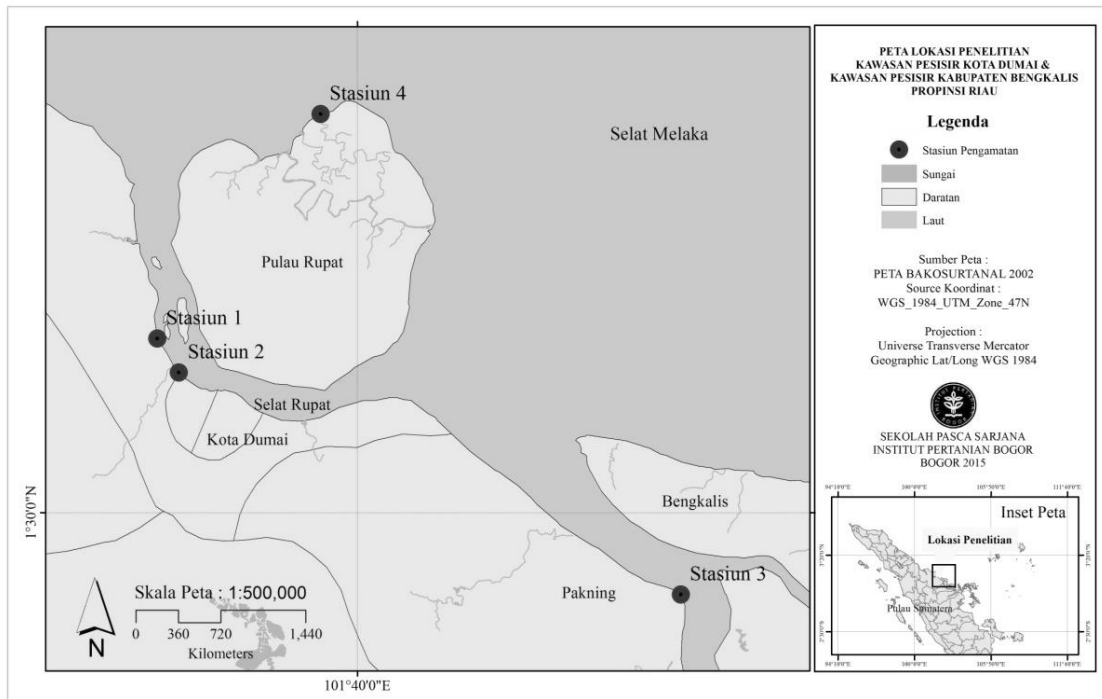 Stasiun 4
Selat Melaka
Pulau Rupat
Stasiun 1
Stasiun 2
Selat Rupat
Kota Dumai
Bengkalis
Stasiun 3
Pakning
1°30'0"N
101°40'0"E
Skala Peta : 1:500,000
0 360 720 1,440
Kilometers
N
PETA LOKASI PENELITIAN
KAWASAN PESISIR KOTA DUMAI &
KAWASAN PESISIR KABUPATEN BENGKALIS
PROPINSI RIAU
Legenda
Stasiun Pengamatan
Sungai
Daratan
Laut
Sumber Peta :
PETA BAKOSURTANAL 2002
Source Koordinat :
WGS_1984_UTM_Zone_47N
Projection :
Universe Transverse Mercator
Geographic Lat/Long WGS 1984
SEKOLAH PASCA SARJANA
INSTITUT PERTANIAN BOGOR
BOGOR 2015
Inset Peta
Lokasi Penelitian
Pulau Sumatera